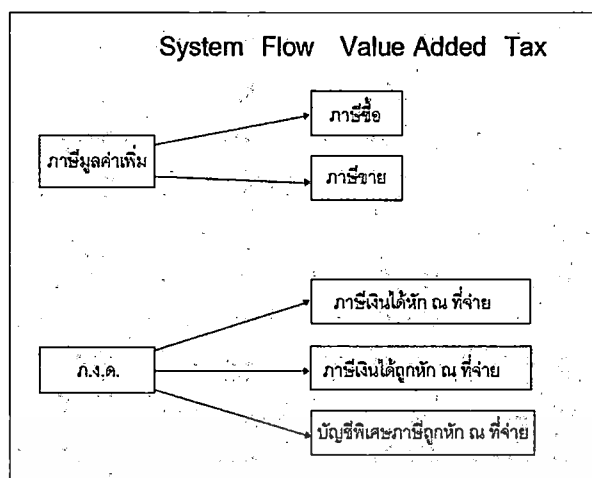 System Flow Value Added Tax
ภาษีซื้อ
ภาษีมูลค่าเพิ่ม
ภาษีขาย
ภาษีเงินได้หัก ณ ที่จ่าย
ภ.ง.ด.
ภาษีเงินได้ถูกหัก ณ ที่จ่าย
บัญชีพิเศษภาษีถูกหัก ณ ที่จ่าย